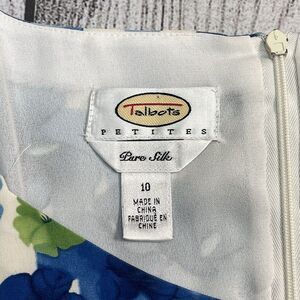 Talbots
PETITES
Pure Silk
10
MADE IN
CHINA
FABRIQUÉ EN
CHINE